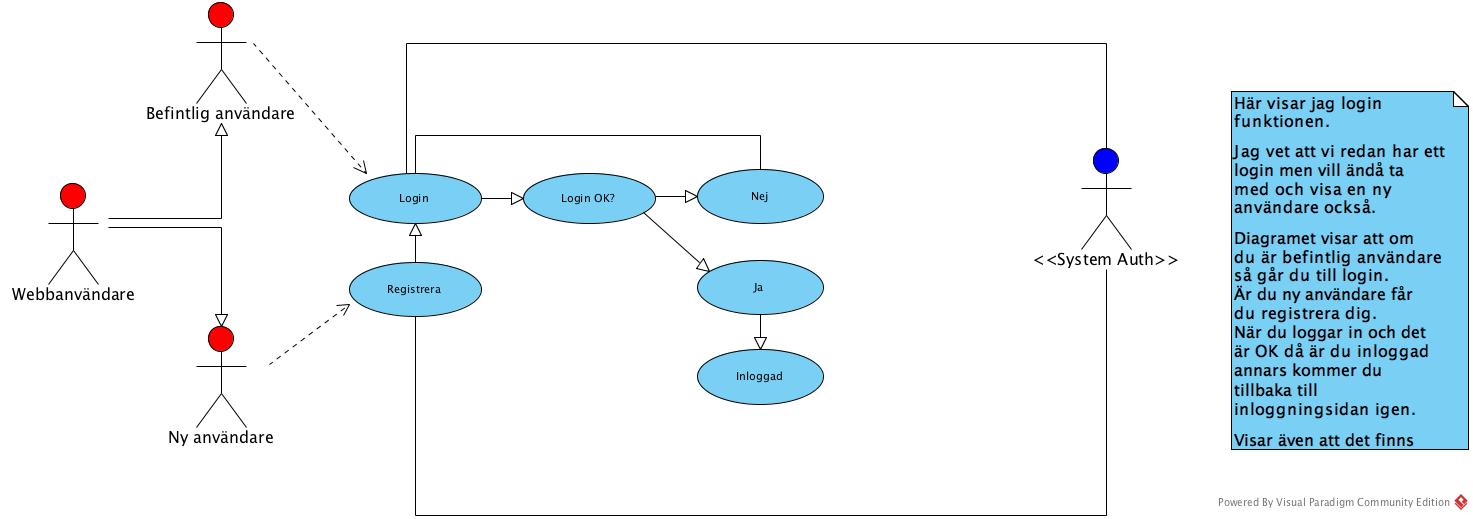 Befintlig användare
Webbanvändare
Ny användare
Login
Login OK?
Nej
Registrera
Ja
Inloggad
<<System Auth>>
Här visar jag login
funktionen.
Jag vet att vi redan har ett
login men vill ändå ta
med och visa en ny
användare också.
Diagramet visar att om
du är befintlig användare
så går du till login.
Är du ny användare får
du registrera dig.
När du loggar in och det
är OK då är du inloggad
annars kommer du
tillbaka till
inloggningsidan igen.
Visar även att det finns
Powered By Visual Paradigm Community Edition